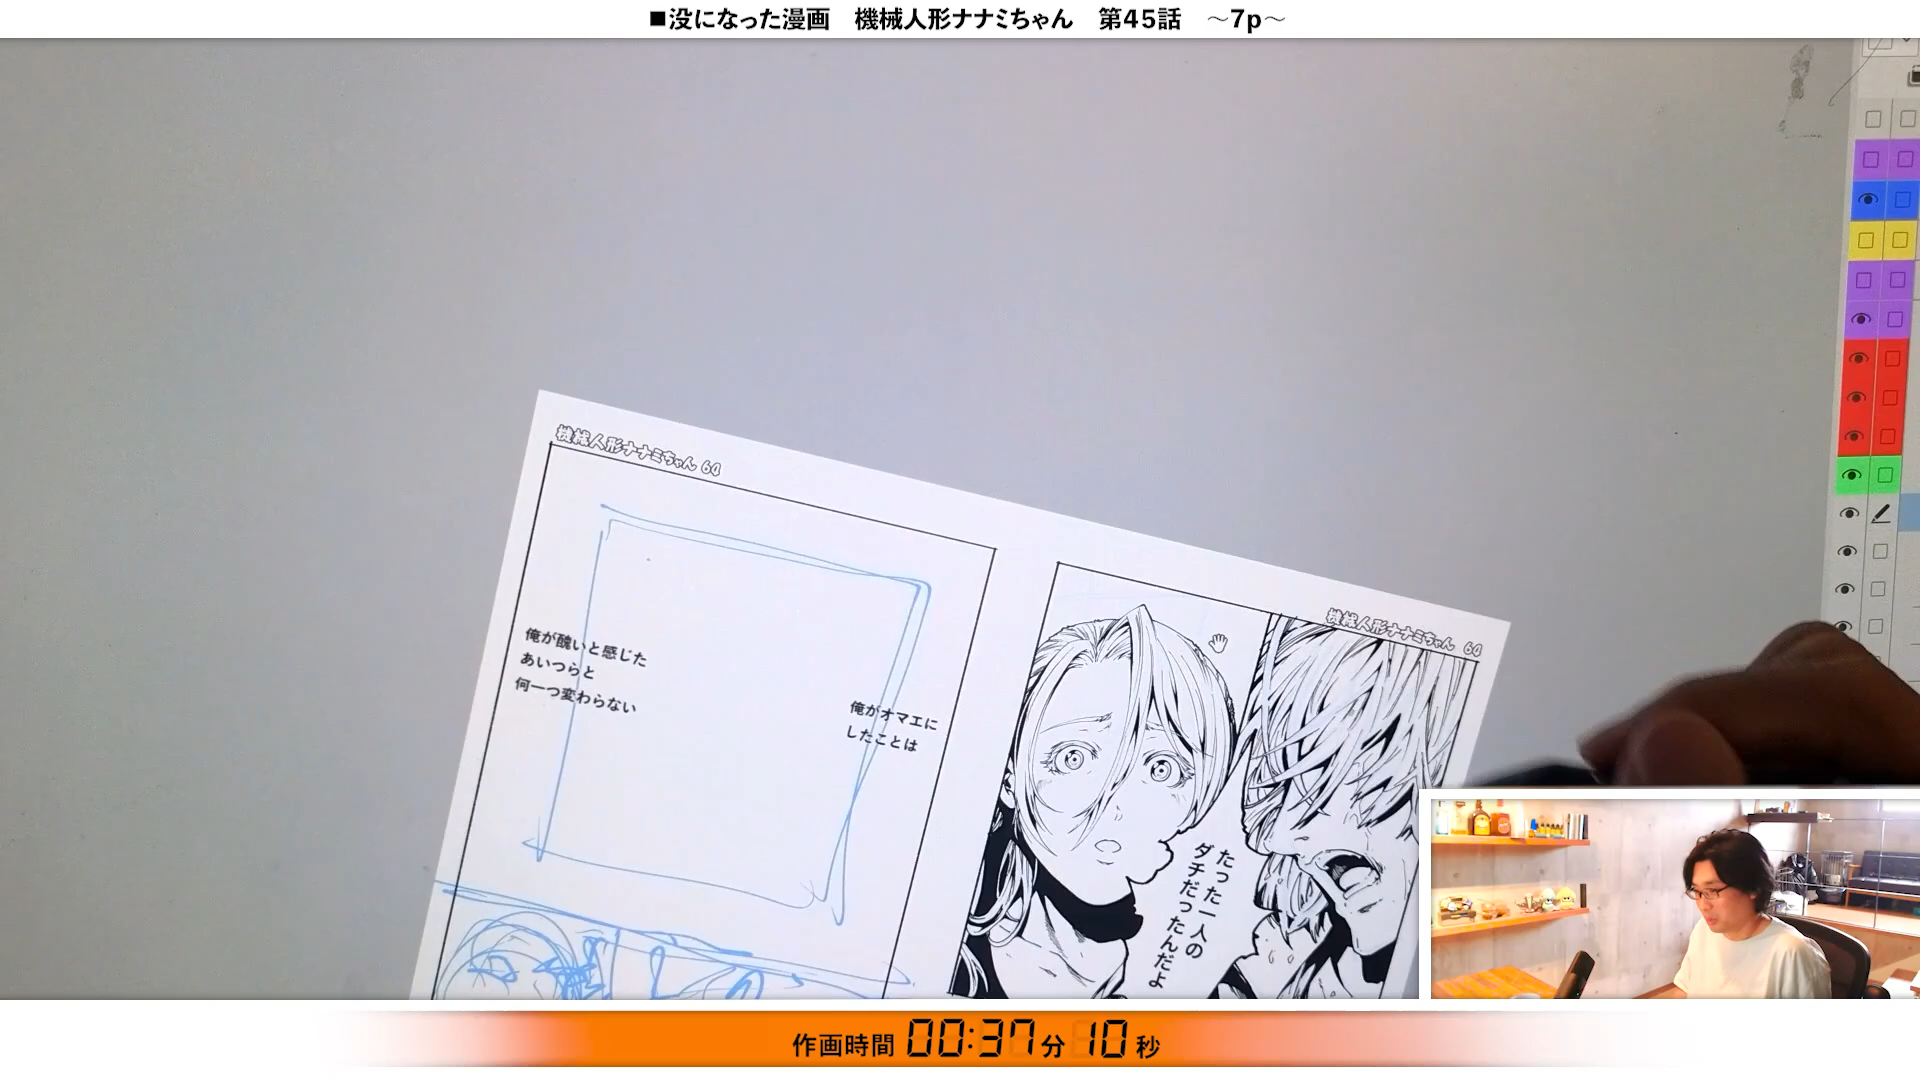 ■没になった漫画　機械人形ナナミちゃん　第45話　～7p～
機械人形ナナミちゃん 64
機械人形ナナミちゃん 64
たった一人の
ダチだったんだよ
俺がオマエに
したことは
俺が醜いと感じた
あいつらと
何一つ変わらない
作画時間 00:37分 10秒